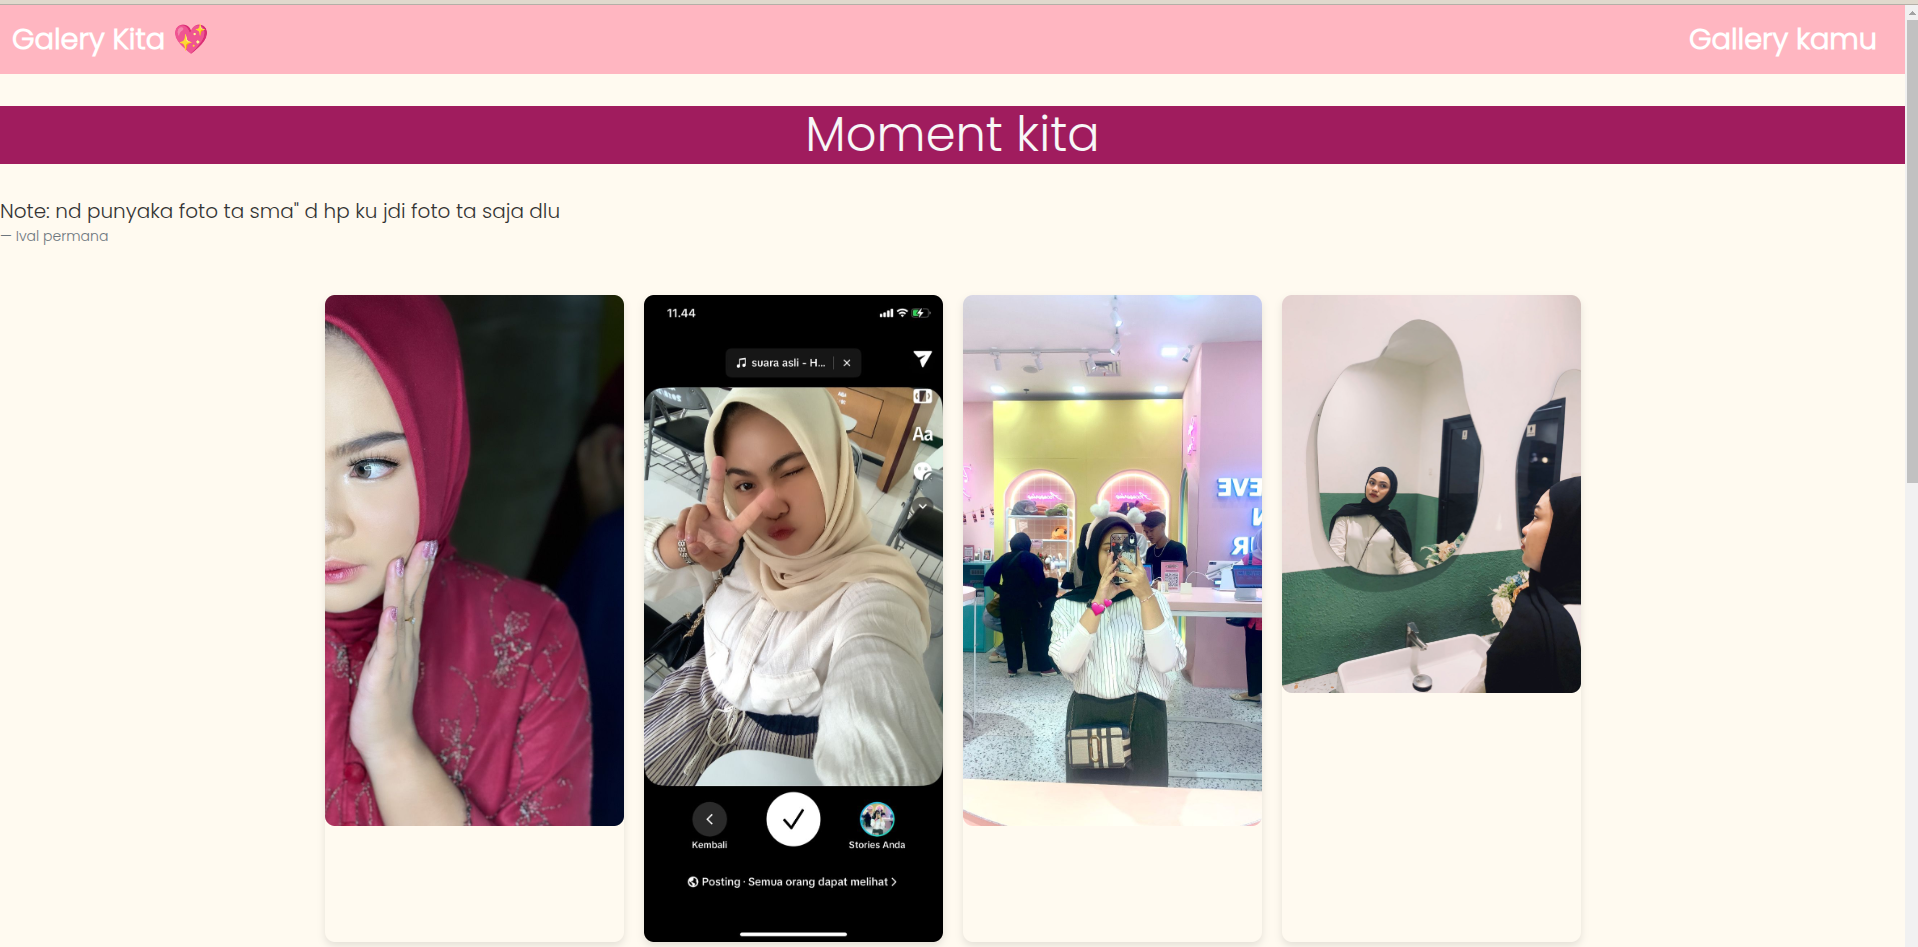 Galery Kita 💖
Gallery kamu
Moment kita
Note: nd punyaka foto ta sma" d hp ku jdi foto ta saja dlu
— Ival permana
11.44
suara asli - H...
Aa
Kembali
Stories Anda
Posting · Semua orang dapat melihat